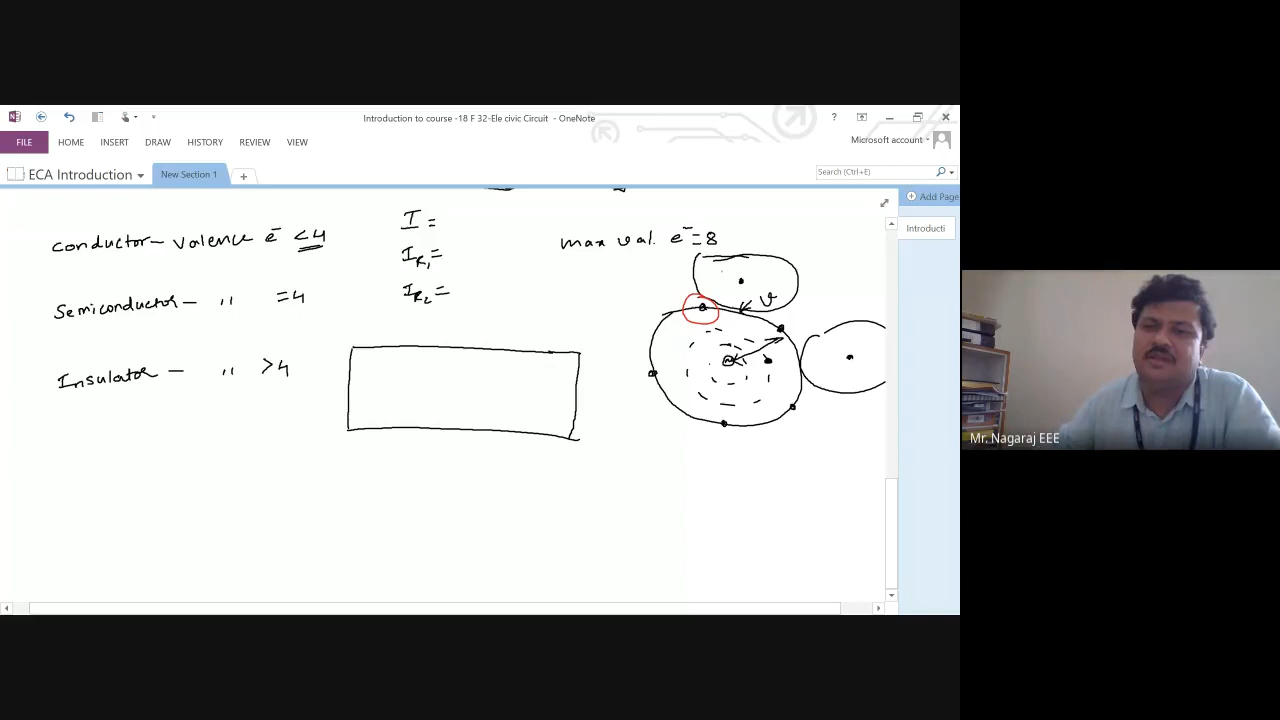 Introduction to course -18 F 32-Ele civic Circuit - OneNote
FILE HOME INSERT DRAW HISTORY REVIEW VIEW
Microsoft account
ECA Introduction
New Section 1
Search (Ctrl+E)
Add Page
Introducti
Conductor - valence e⁻ <4
Semiconductor - ,, =4
Insulator - ,, >4
I =
I_R1 =
I_R2 =
max val. e⁻ = 8
v
Mr. Nagaraj EEE